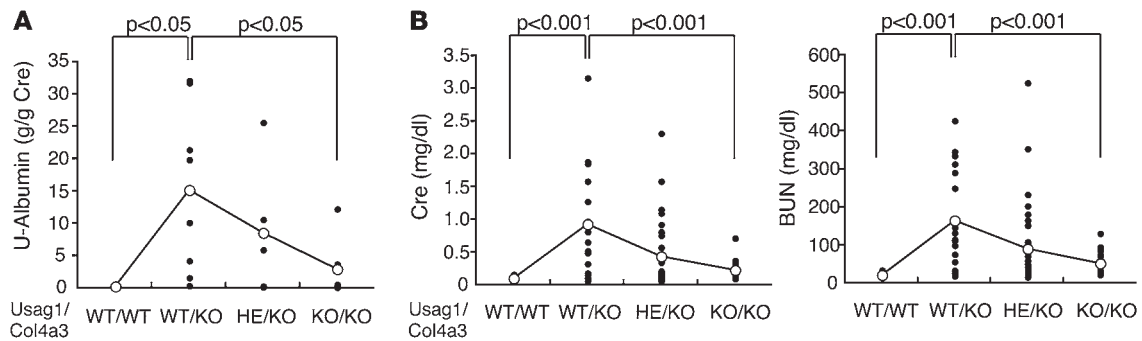 A
p<0.05
p<0.05
U-Albumin (g/g Cre)
35
30
25
20
15
10
5
0
Usag1/
Col4a3
WT/WT WT/KO HE/KO KO/KO
B
p<0.001
p<0.001
Cre (mg/dl)
3.5
3.0
2.5
2.0
1.5
1.0
0.5
0
Usag1/
Col4a3
WT/WT WT/KO HE/KO KO/KO
p<0.001
p<0.001
BUN (mg/dl)
600
500
400
300
200
100
0
WT/WT WT/KO HE/KO KO/KO